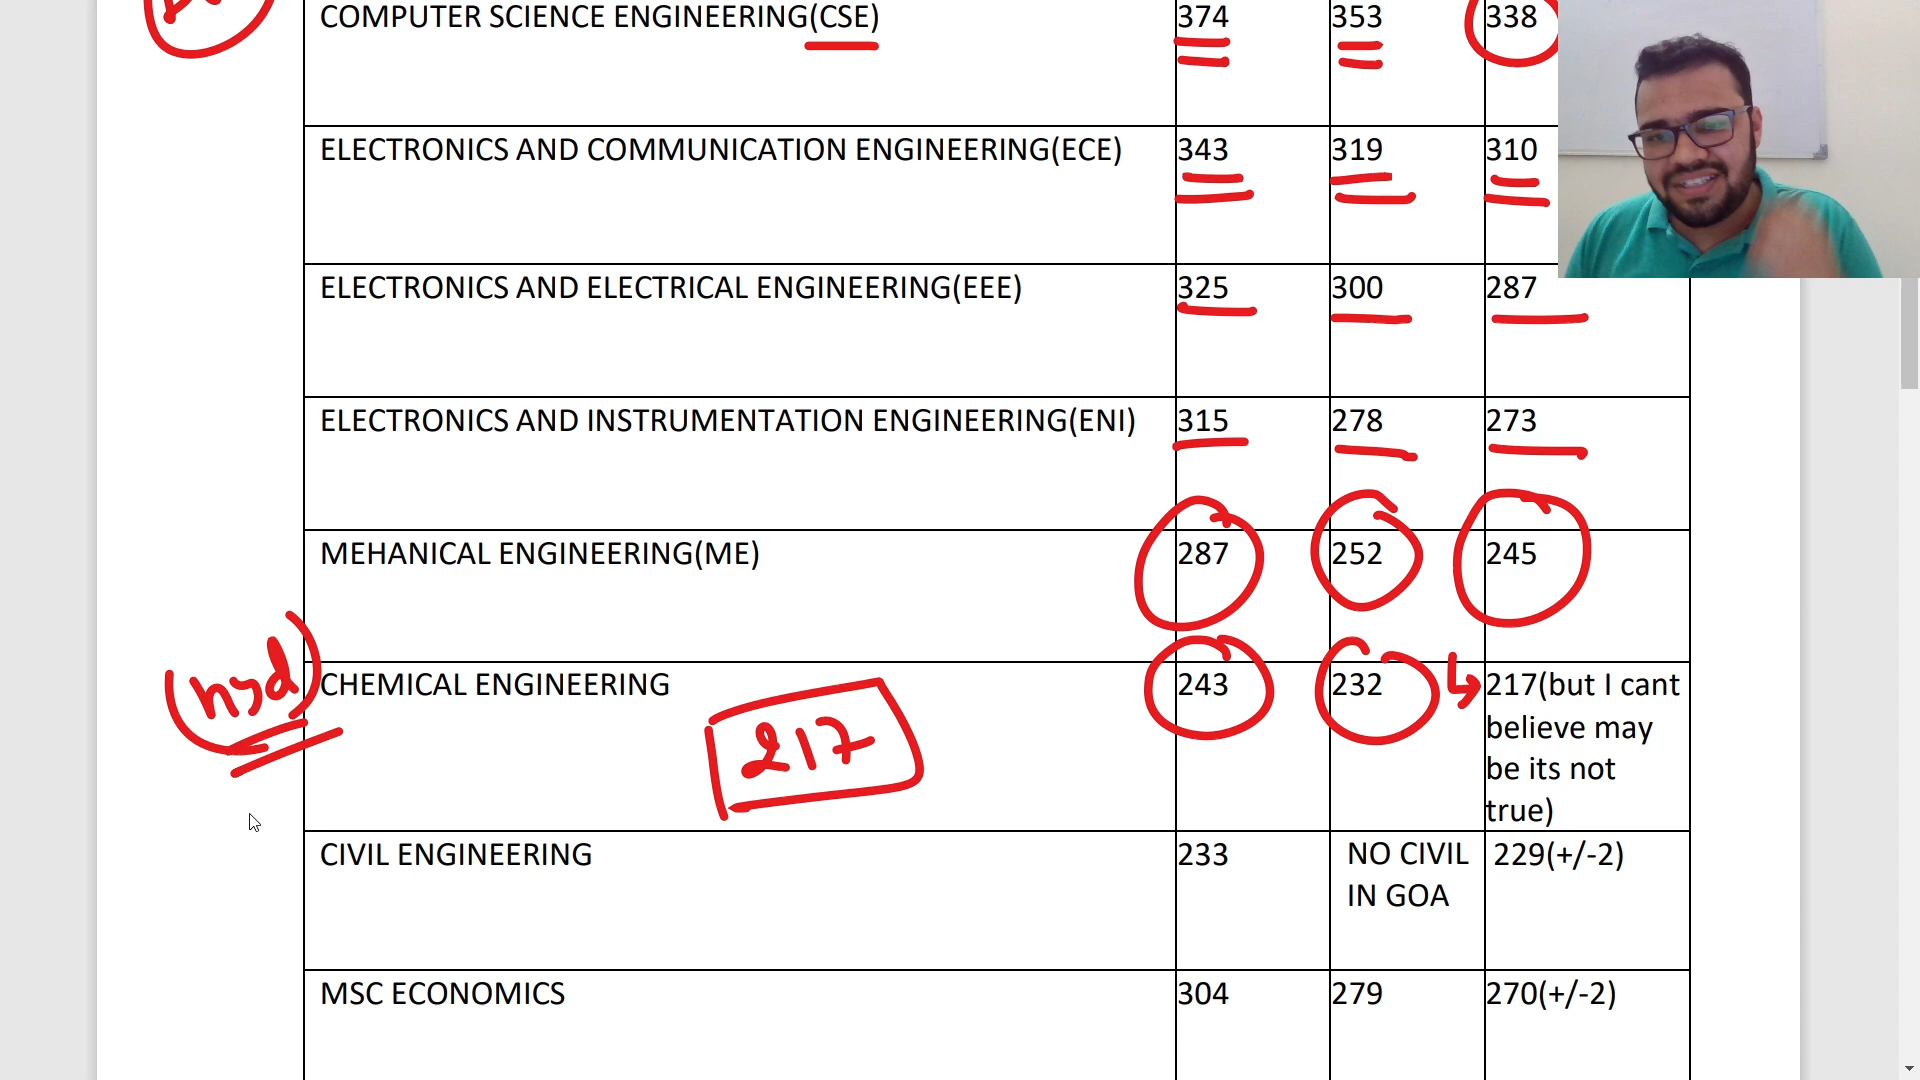 COMPUTER SCIENCE ENGINEERING(CSE) 374 353 338
ELECTRONICS AND COMMUNICATION ENGINEERING(ECE) 343 319 310
ELECTRONICS AND ELECTRICAL ENGINEERING(EEE) 325 300 287
ELECTRONICS AND INSTRUMENTATION ENGINEERING(ENI) 315 278 273
MEHANICAL ENGINEERING(ME) 287 252 245
(hyd)
CHEMICAL ENGINEERING 243 232 217(but I cant
believe may
be its not
true)
217
CIVIL ENGINEERING 233 NO CIVIL 229(+/-2)
IN GOA
MSC ECONOMICS 304 279 270(+/-2)